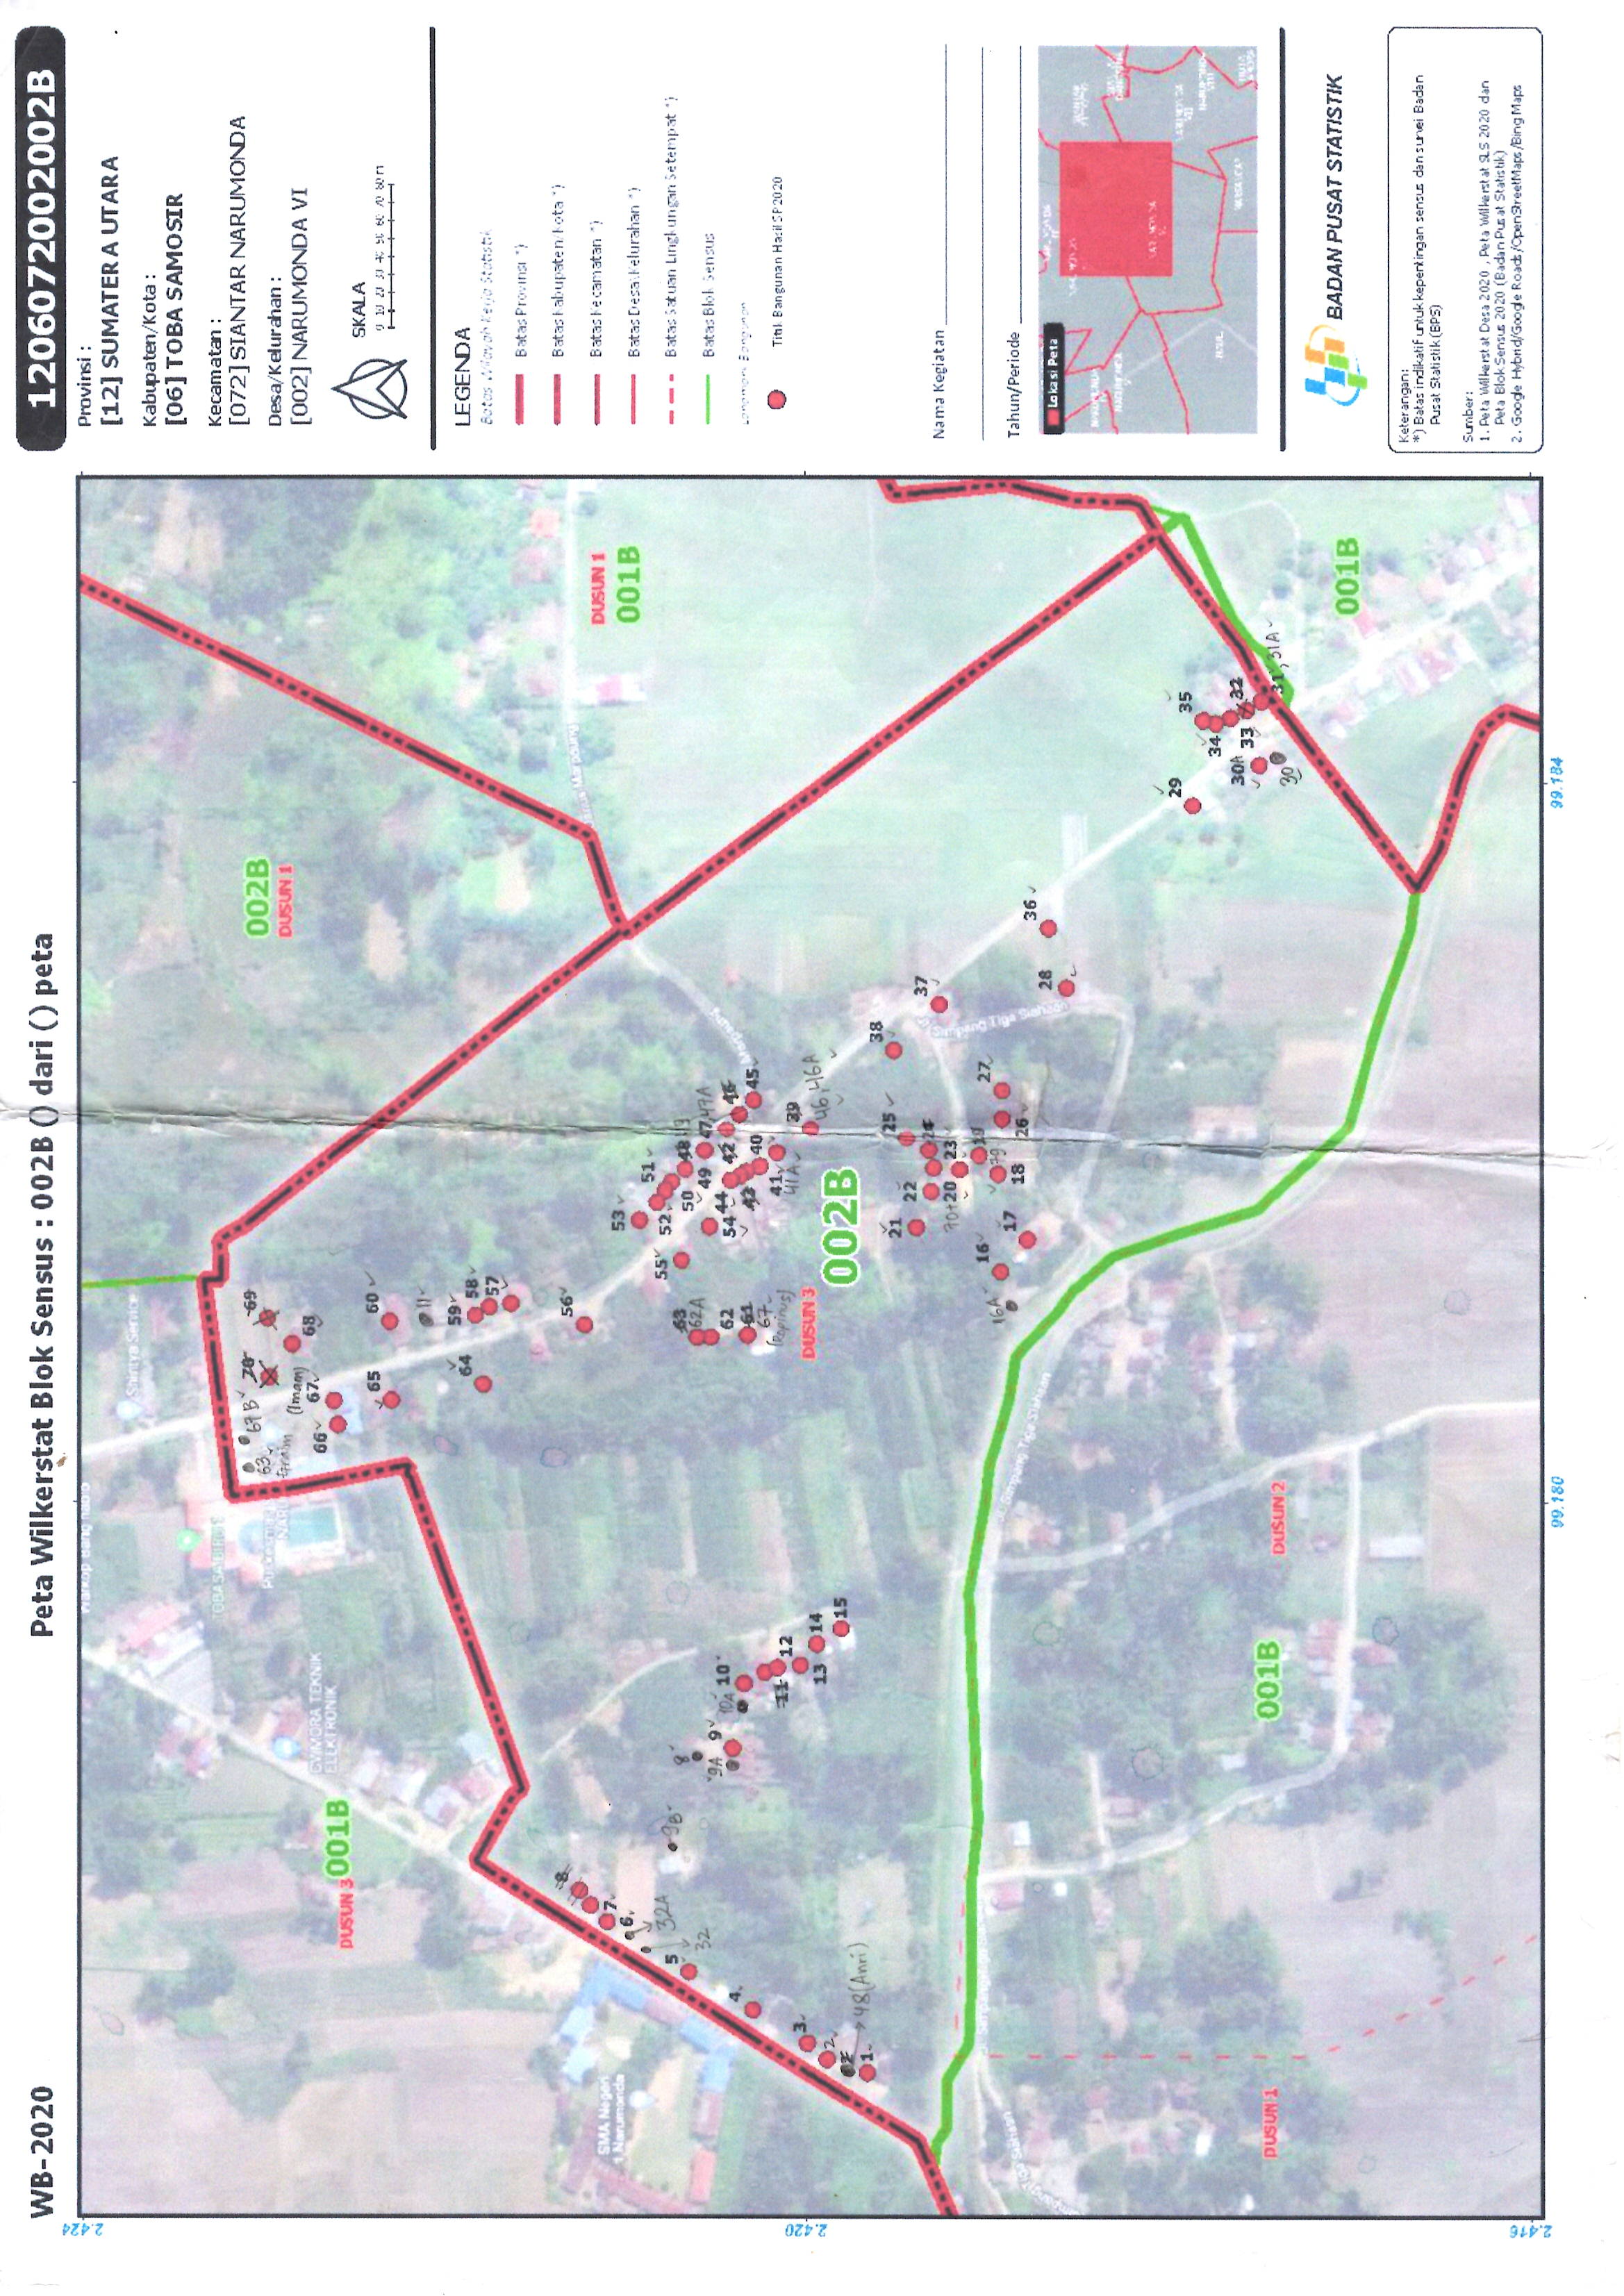 WB-2020
Peta Wilkerstat Blok Sensus : 002B () dari () peta
1206072002002B
Provinsi :
[12] SUMATERA UTARA
Kabupaten/Kota :
[06] TOBA SAMOSIR
Kecamatan :
[072] SIANTAR NARUMONDA
Desa/Kelurahan :
[002] NARUMONDA VI
SKALA
0 10 20 30 40 50 60 70 80 m
LEGENDA
Batas Wilayah Kerja Statistik
Batas Provinsi *)
Batas Kabupaten/Kota *)
Batas Kecamatan *)
Batas Desa/Kelurahan *)
Batas Satuan Lingkungan Setempat *)
Batas Blok Sensus
Landmark Bangunan
Titik Bangunan Hasil SP2020
Nama Kegiatan
Tahun/Periode
Lokasi Peta
BADAN PUSAT STATISTIK
Keterangan:
*) Batas indikatif untuk kepentingan sensus dan survei Badan
Pusat Statistik (BPS)
Sumber:
1. Peta Wilkerstat Desa 2020 , Peta Wilkerstat SLS 2020 dan
Peta Blok Sensus 2020 (Badan Pusat Statistik)
2. Google Hybrid/Google Roads/OpenStreetMaps/Bing Maps
2.424
2.420
2.416
99.180
99.184
Warkop Bang nabio
Shintya Service
TOBASA BIRU
Puskesmas
NARU
GVIMORA TEKNIK
ELEKTRONIK
DUSUN 3 001B
002B
DUSUN 1
DUSUN 1
001B
SMA Negeri
1 Narumonda
63
67B
70
69
(Imam)
68
66
67
65
60
11
59
64
58
57
56
8
7
6
32A
5
32
9B
8
9A
9
10A
10
4
11
12
3
13
14
2
15
48(Anri)
1
53
51
55
52
63
62A
50
48
49
47, 47A
54
44
42
46
62
43
45
61
40
67
(Ropinus)
41
41A
39
46, 46A
Marpaung
DUSUN 3
002B
38
25
21
22
37
24
70+20
23
16
19
27
16A
79
17
18
26
36
28
Jl. Simpang Tiga Siahaan
29
35
34
30A
33
32
30
31, 31A
DUSUN 1
001B
DUSUN 2
001B